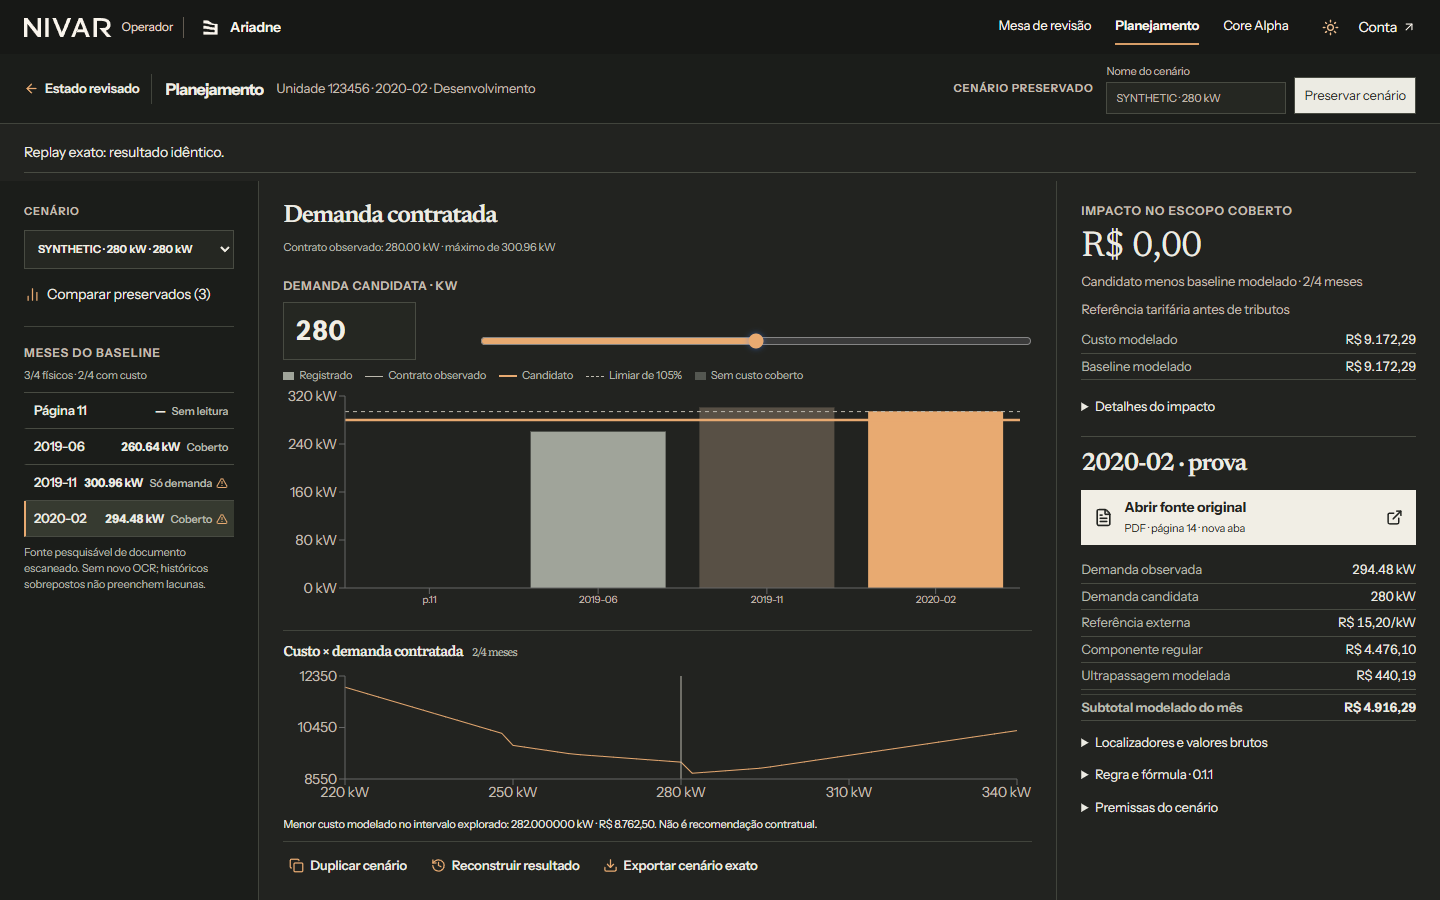 NIVAR Operador Ariadne Mesa de revisão Planejamento Core Alpha Conta
Estado revisado Planejamento Unidade 123456 · 2020-02 · Desenvolvimento CENÁRIO PRESERVADO Nome do cenário SYNTHETIC · 280 kW Preservar cenário
Replay exato: resultado idêntico.
CENÁRIO
SYNTHETIC · 280 kW · 280 kW
Comparar preservados (3)
MESES DO BASELINE
3/4 físicos · 2/4 com custo
Página 11 — Sem leitura
2019-06 260.64 kW Coberto
2019-11 300.96 kW Só demanda
2020-02 294.48 kW Coberto
Fonte pesquisável de documento
escaneado. Sem novo OCR; históricos
sobrepostos não preenchem lacunas.
Demanda contratada
Contrato observado: 280.00 kW · máximo de 300.96 kW
DEMANDA CANDIDATA · KW
280
Registrado Contrato observado Candidato Limiar de 105% Sem custo coberto
320 kW
240 kW
160 kW
80 kW
0 kW
p.11 2019-06 2019-11 2020-02
Custo × demanda contratada 2/4 meses
12350
10450
8550
220 kW 250 kW 280 kW 310 kW 340 kW
Menor custo modelado no intervalo explorado: 282.000000 kW · R$ 8.762,50. Não é recomendação contratual.
Duplicar cenário Reconstruir resultado Exportar cenário exato
IMPACTO NO ESCOPO COBERTO
R$ 0,00
Candidato menos baseline modelado · 2/4 meses
Referência tarifária antes de tributos
Custo modelado R$ 9.172,29
Baseline modelado R$ 9.172,29
Detalhes do impacto
2020-02 · prova
Abrir fonte original
PDF · página 14 · nova aba
Demanda observada 294.48 kW
Demanda candidata 280 kW
Referência externa R$ 15,20/kW
Componente regular R$ 4.476,10
Ultrapassagem modelada R$ 440,19
Subtotal modelado do mês R$ 4.916,29
Localizadores e valores brutos
Regra e fórmula · 0.1.1
Premissas do cenário